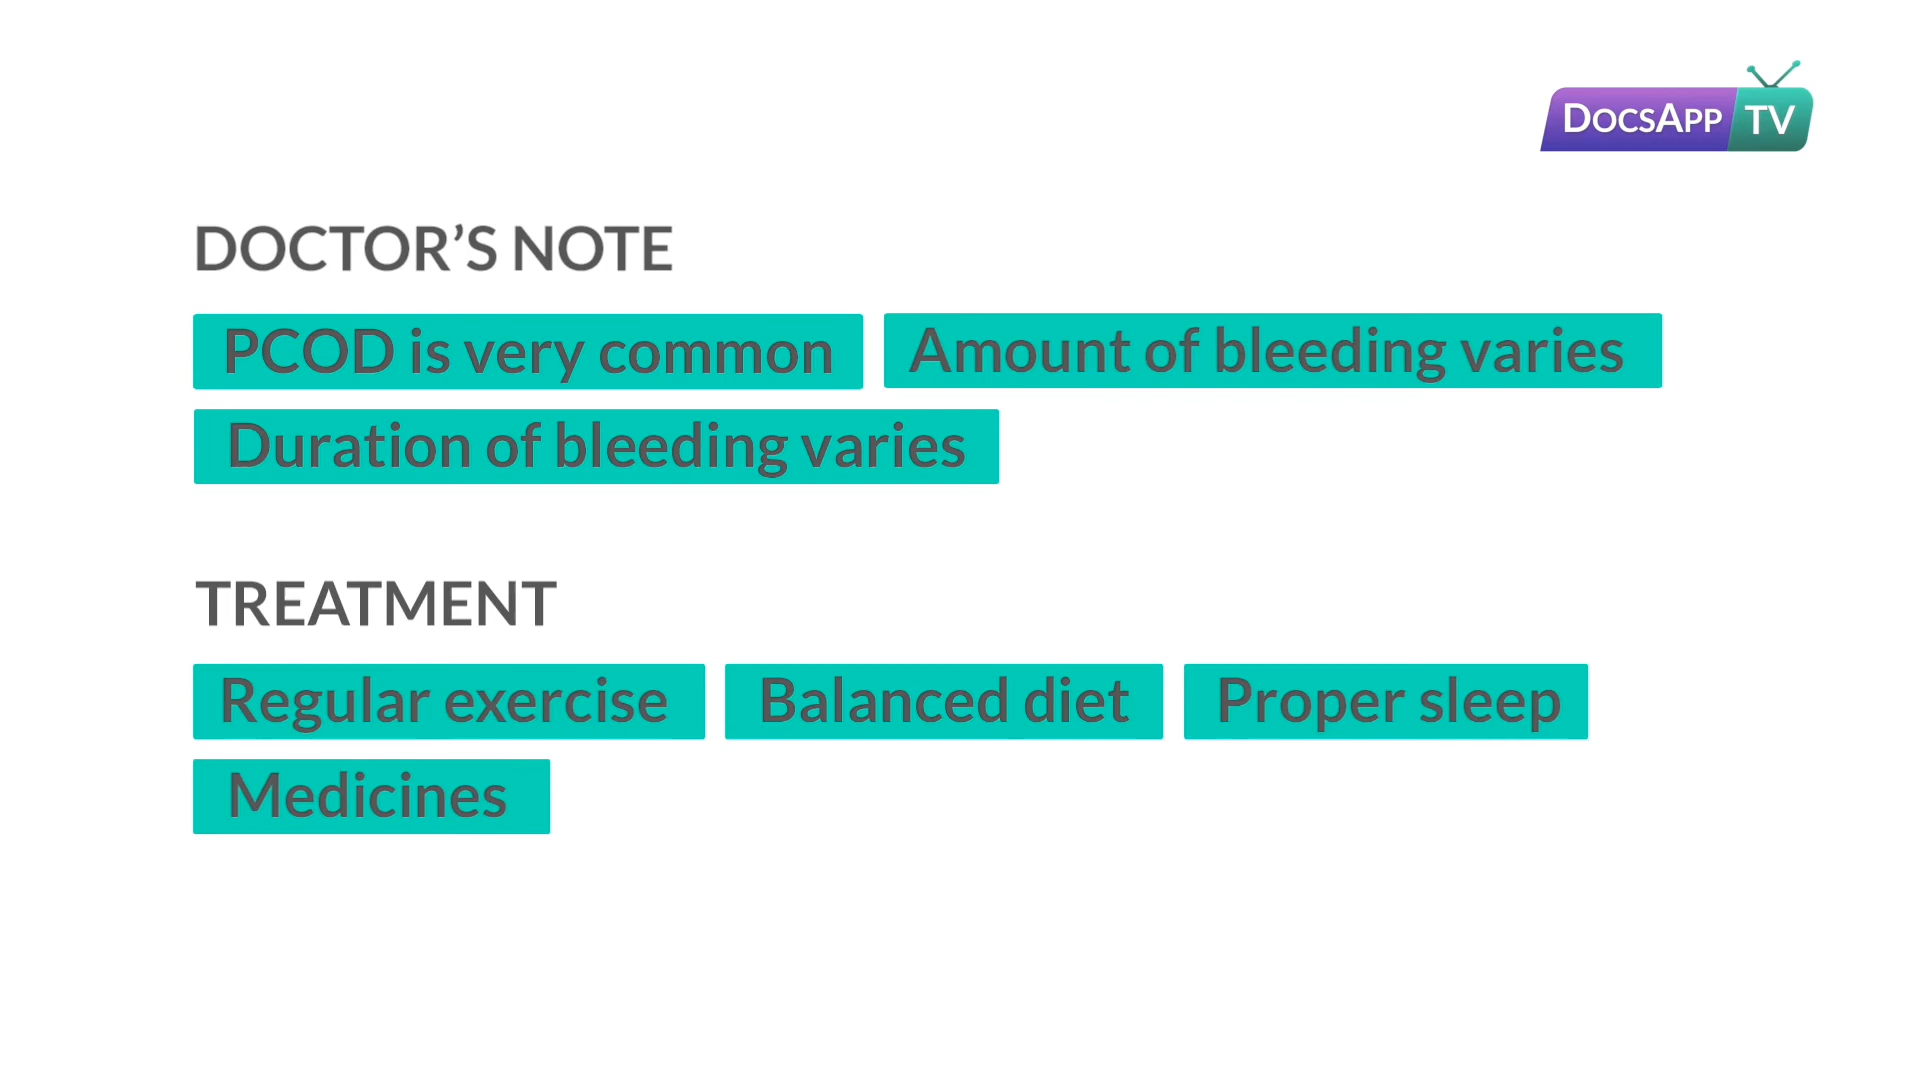 DOCSAPP TV
DOCTOR’S NOTE
PCOD is very common Amount of bleeding varies
Duration of bleeding varies
TREATMENT
Regular exercise Balanced diet Proper sleep
Medicines